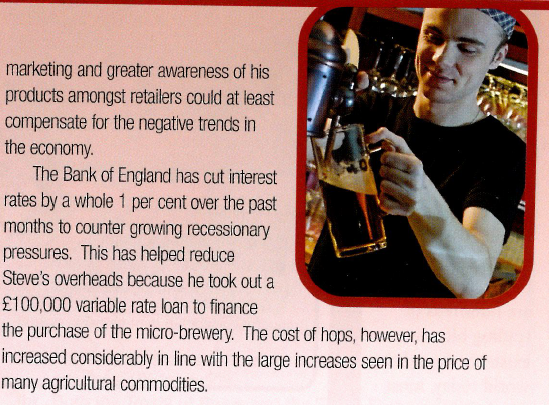 marketing and greater awareness of his
products amongst retailers could at least
compensate for the negative trends in
the economy.
The Bank of England has cut interest
rates by a whole 1 per cent over the past
months to counter growing recessionary
pressures. This has helped reduce
Steve's overheads because he took out a
£100,000 variable rate loan to finance
the purchase of the micro-brewery. The cost of hops, however, has
increased considerably in line with the large increases seen in the price of
many agricultural commodities.